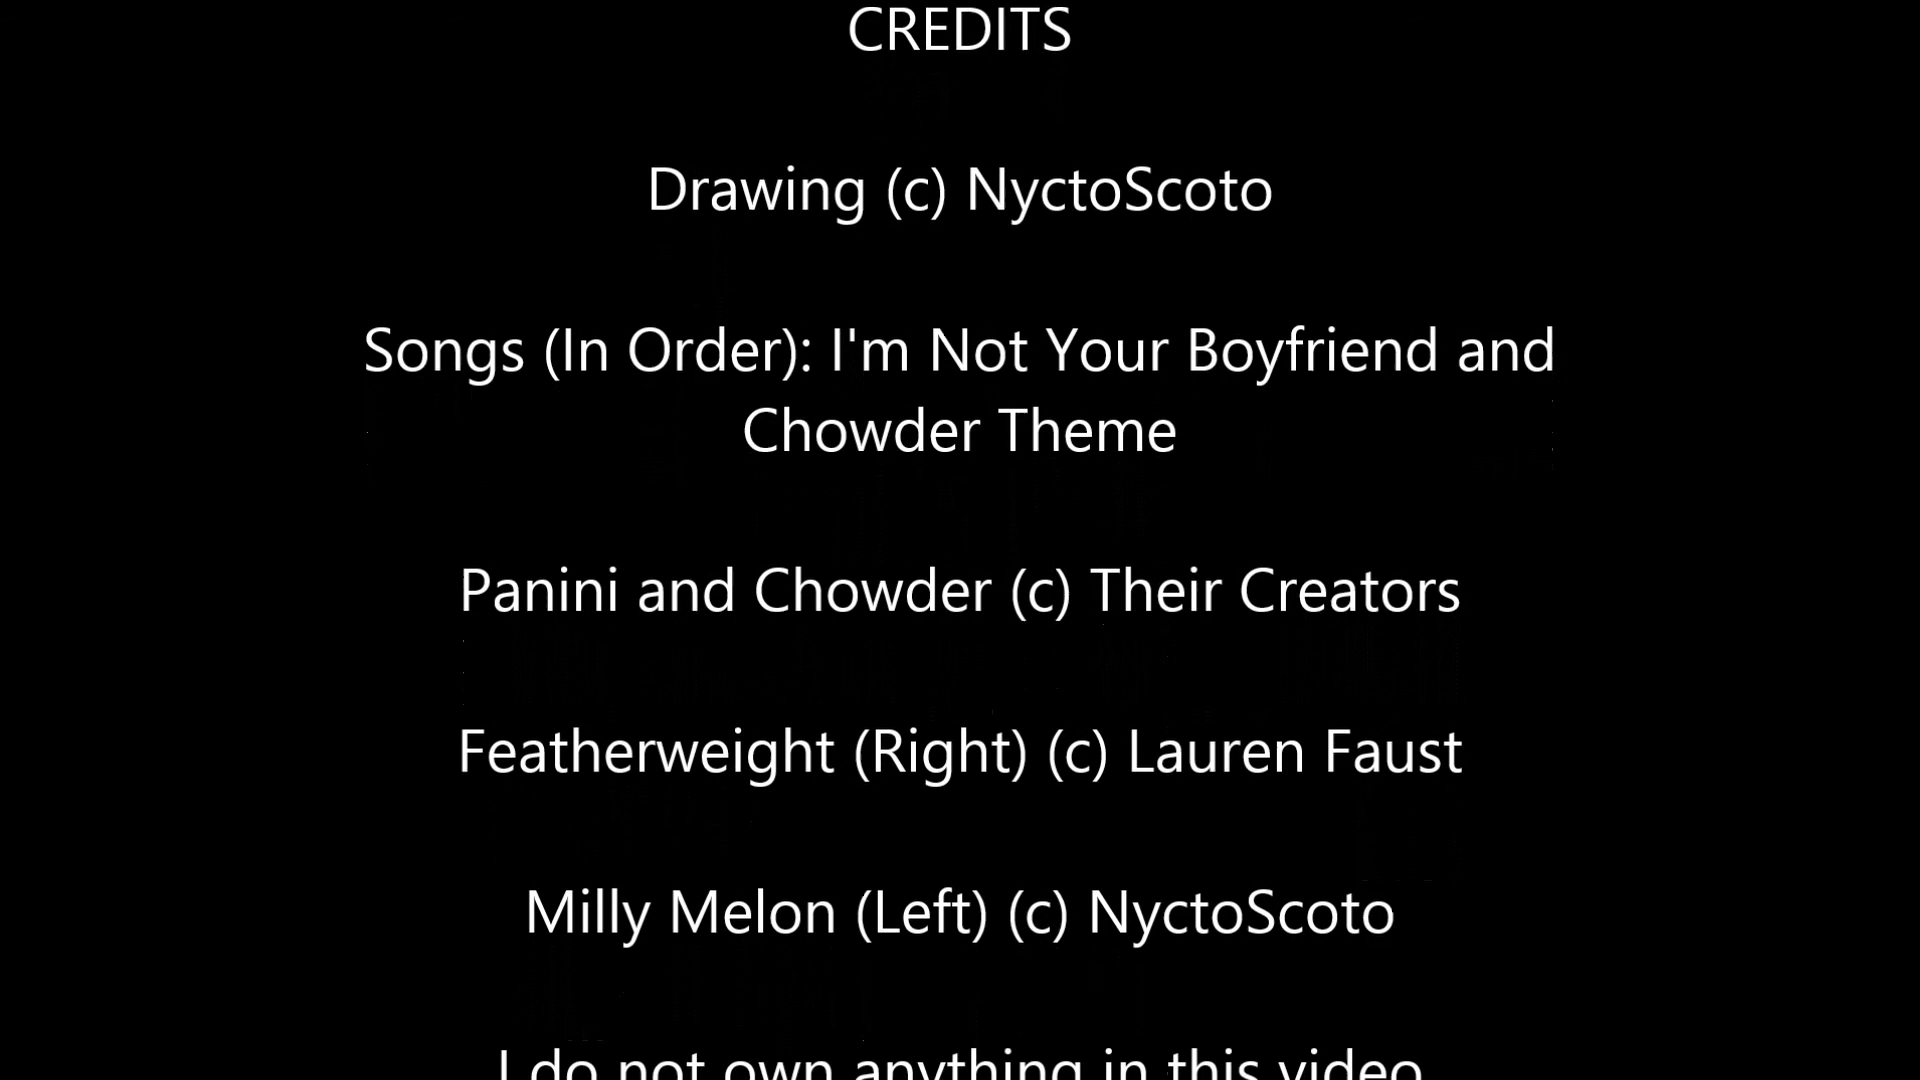 CREDITS
Drawing (c) NyctoScoto
Songs (In Order): I'm Not Your Boyfriend and
Chowder Theme
Panini and Chowder (c) Their Creators
Featherweight (Right) (c) Lauren Faust
Milly Melon (Left) (c) NyctoScoto
I do not own anything in this video